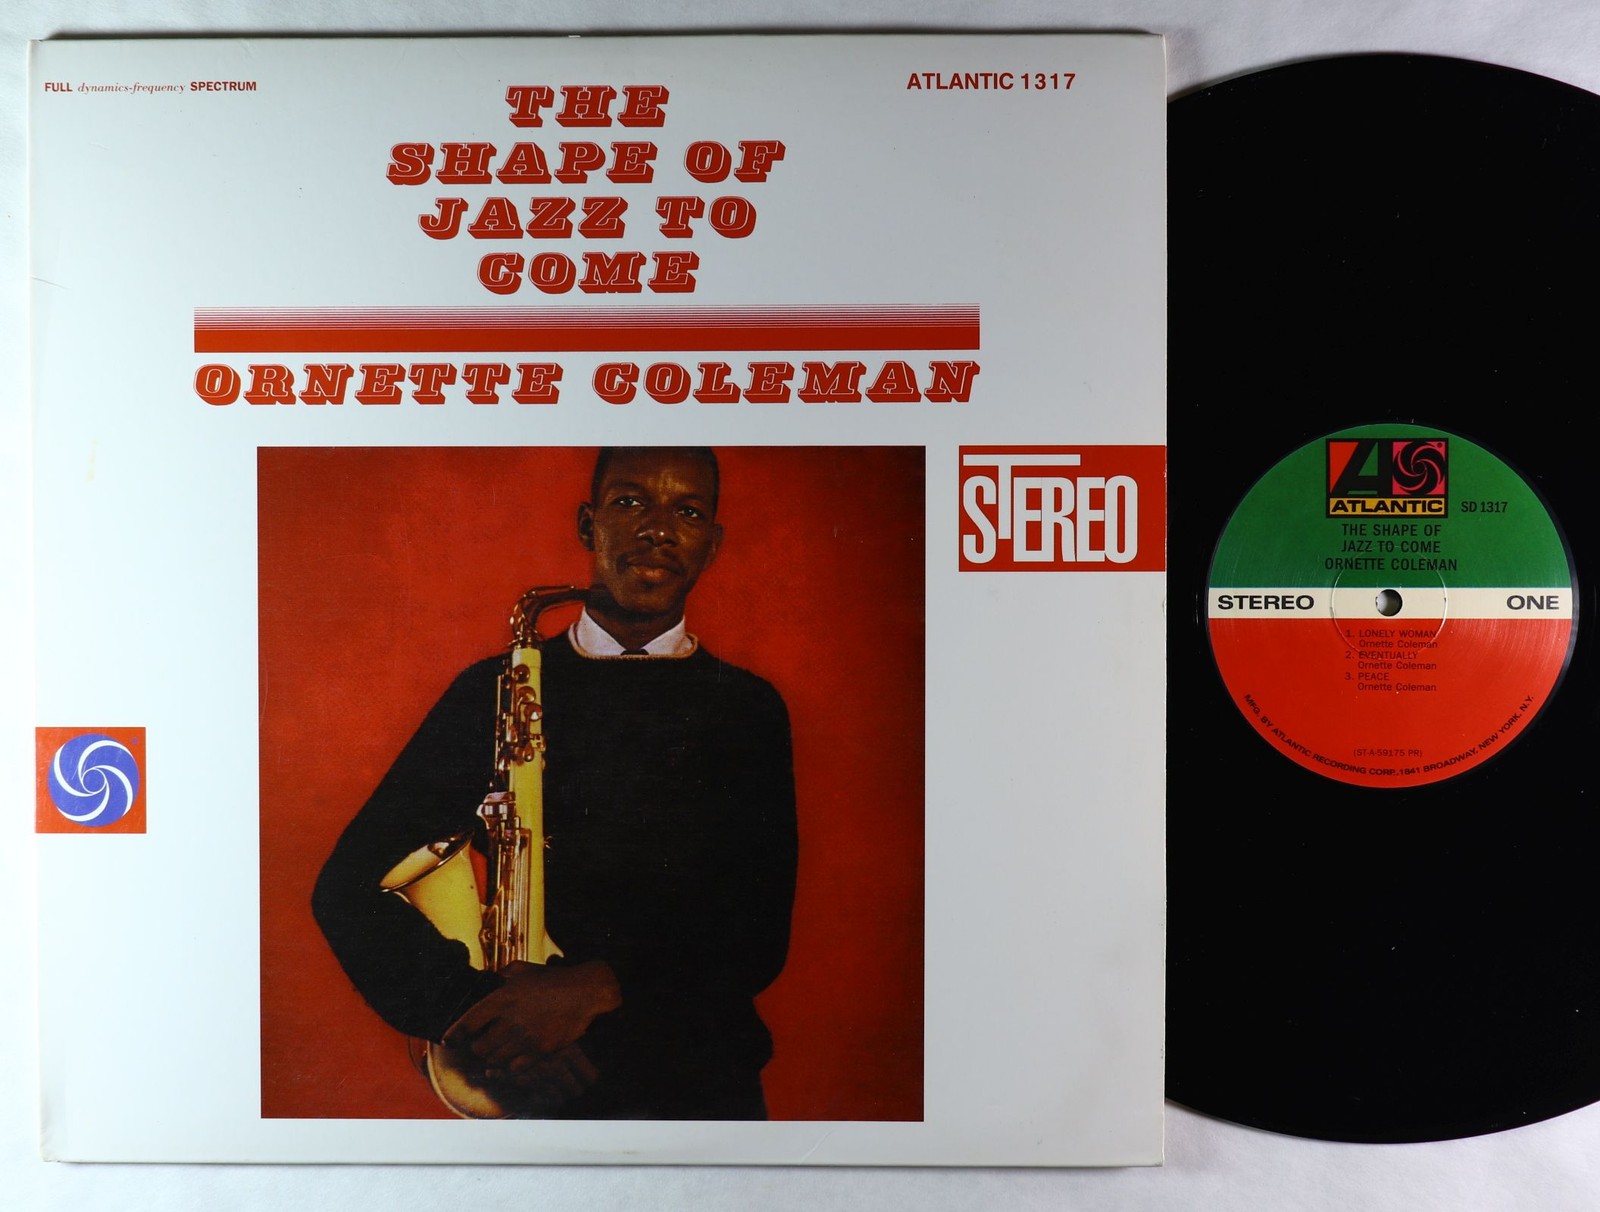 FULL dynamics-frequency SPECTRUM
ATLANTIC 1317
THE
SHAPE OF
JAZZ TO
COME
ORNETTE COLEMAN
STEREO
ATLANTIC
SD 1317
THE SHAPE OF
JAZZ TO COME
ORNETTE COLEMAN
STEREO ONE
1. LONELY WOMAN
Ornette Coleman
2. EVENTUALLY
Ornette Coleman
3. PEACE
Ornette Coleman
(ST-A-59175 PR)
MFG. BY ATLANTIC RECORDING CORP., 1841 BROADWAY, NEW YORK, N.Y.